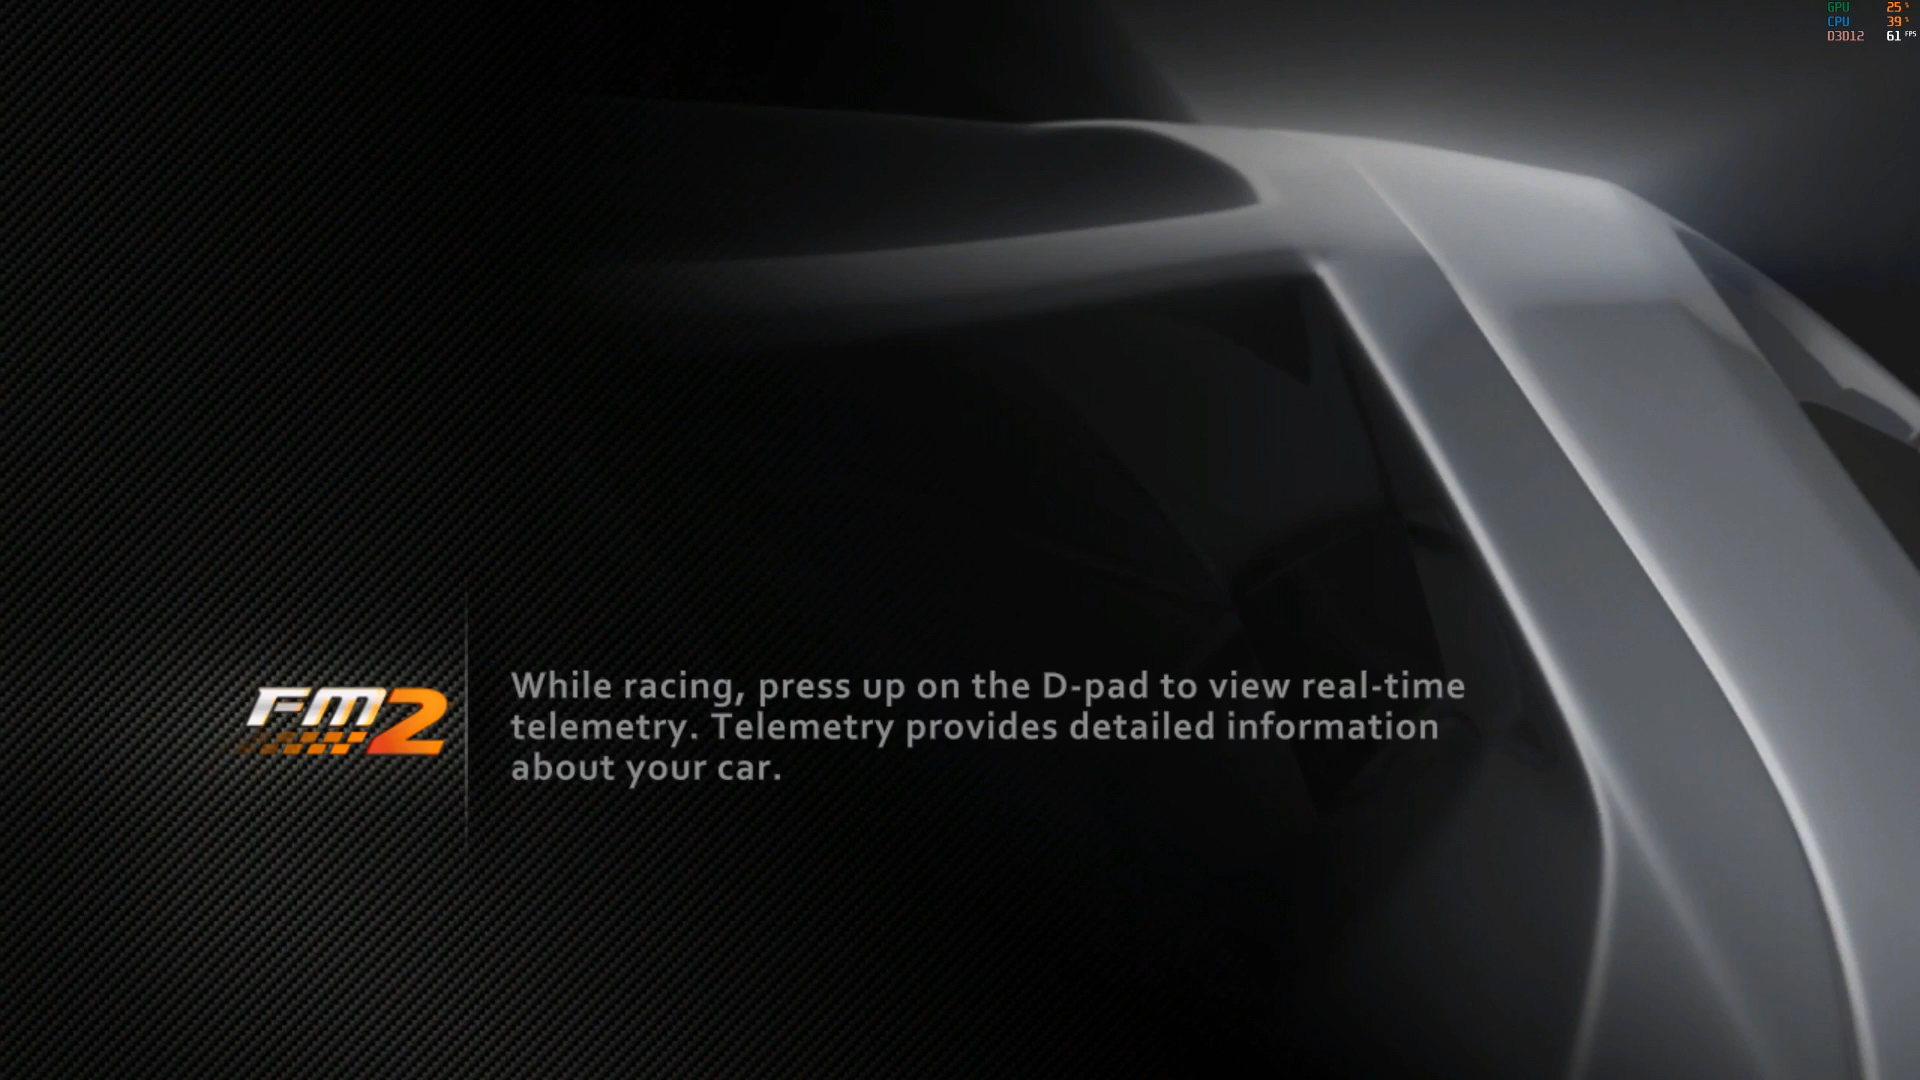 GPU 25 %
CPU 39 %
D3D12 61 FPS
FM2
While racing, press up on the D-pad to view real-time
telemetry. Telemetry provides detailed information
about your car.